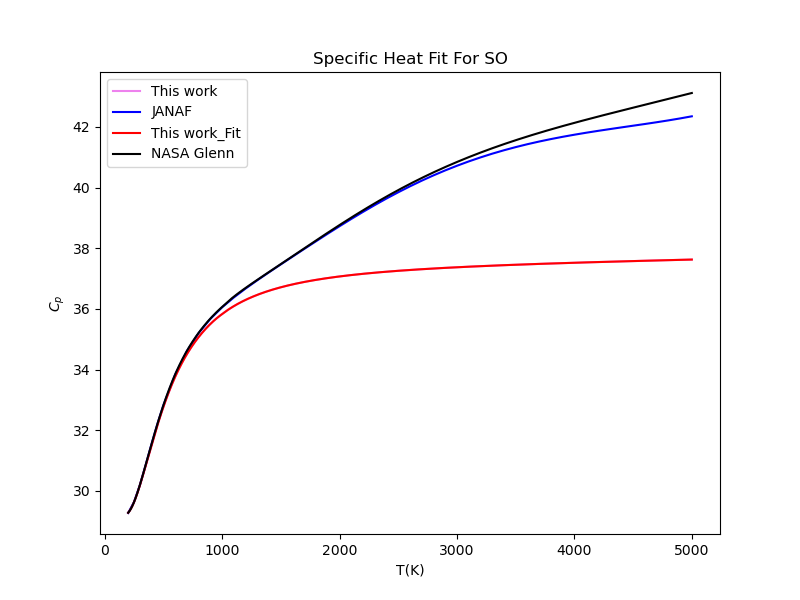 Specific Heat Fit For SO
This work
JANAF
This work_Fit
NASA Glenn
42
40
38
36
34
32
30
C_p
0 1000 2000 3000 4000 5000
T(K)